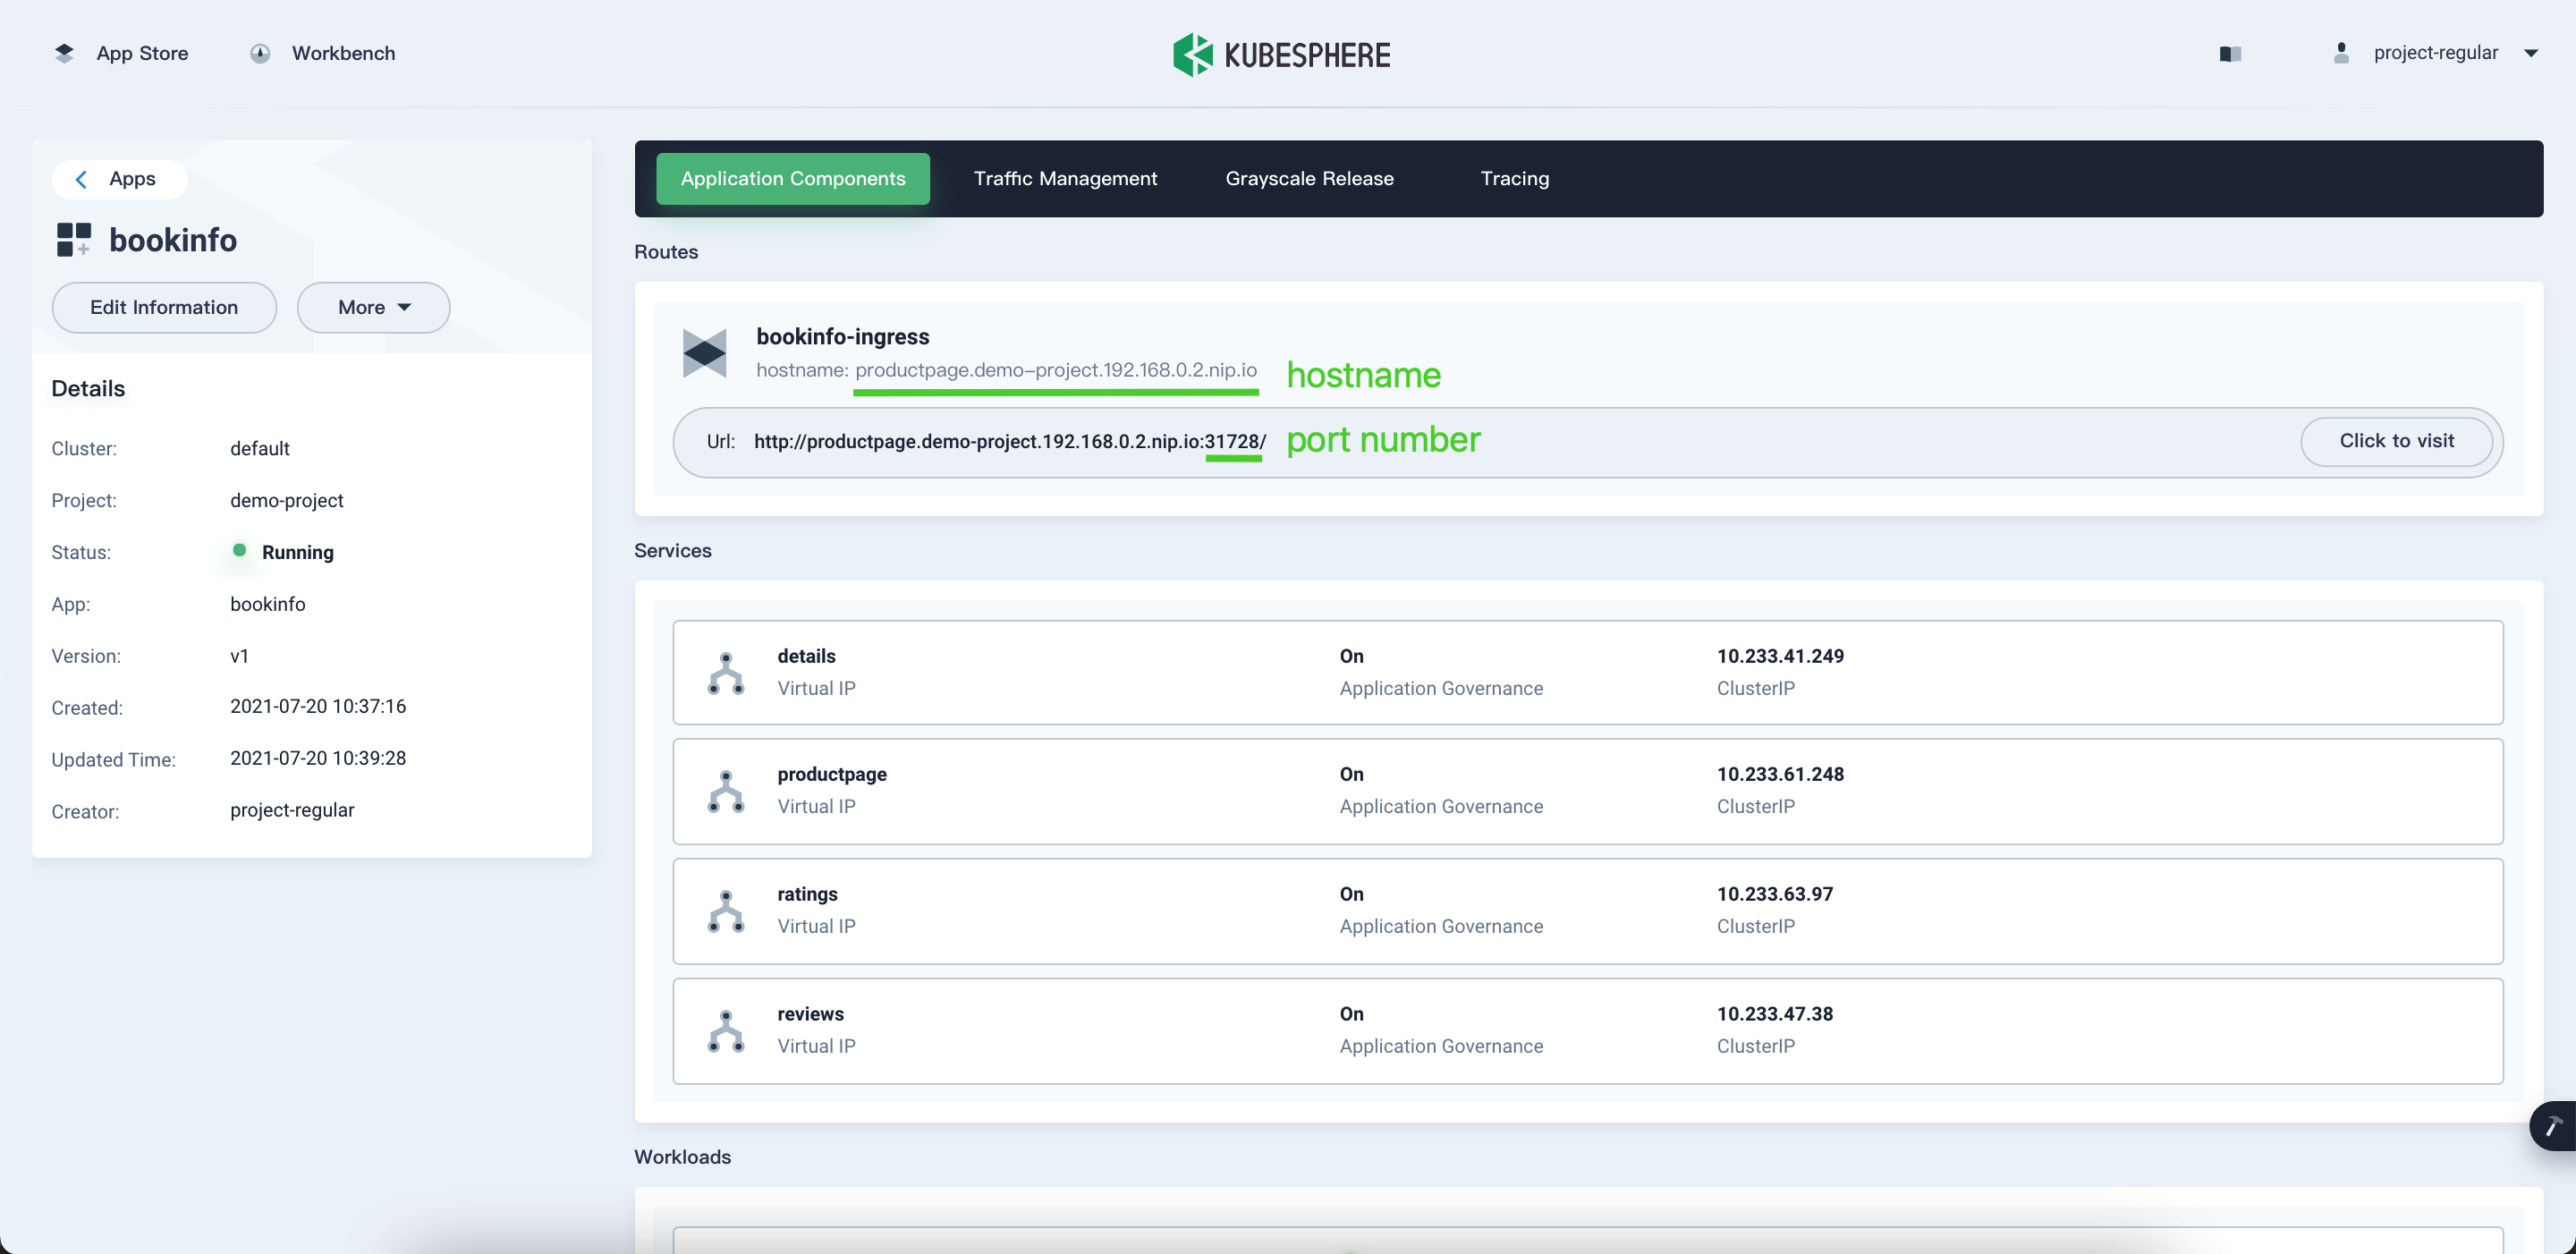 App Store
Workbench
KUBESPHERE
project-regular
Apps
bookinfo
Edit Information
More
Details
Cluster: default
Project: demo-project
Status: Running
App: bookinfo
Version: v1
Created: 2021-07-20 10:37:16
Updated Time: 2021-07-20 10:39:28
Creator: project-regular
Application Components
Traffic Management
Grayscale Release
Tracing
Routes
bookinfo-ingress
hostname: productpage.demo-project.192.168.0.2.nip.io
hostname
Url: http://productpage.demo-project.192.168.0.2.nip.io:31728/
port number
Click to visit
Services
details On 10.233.41.249
Virtual IP Application Governance ClusterIP
productpage On 10.233.61.248
Virtual IP Application Governance ClusterIP
ratings On 10.233.63.97
Virtual IP Application Governance ClusterIP
reviews On 10.233.47.38
Virtual IP Application Governance ClusterIP
Workloads